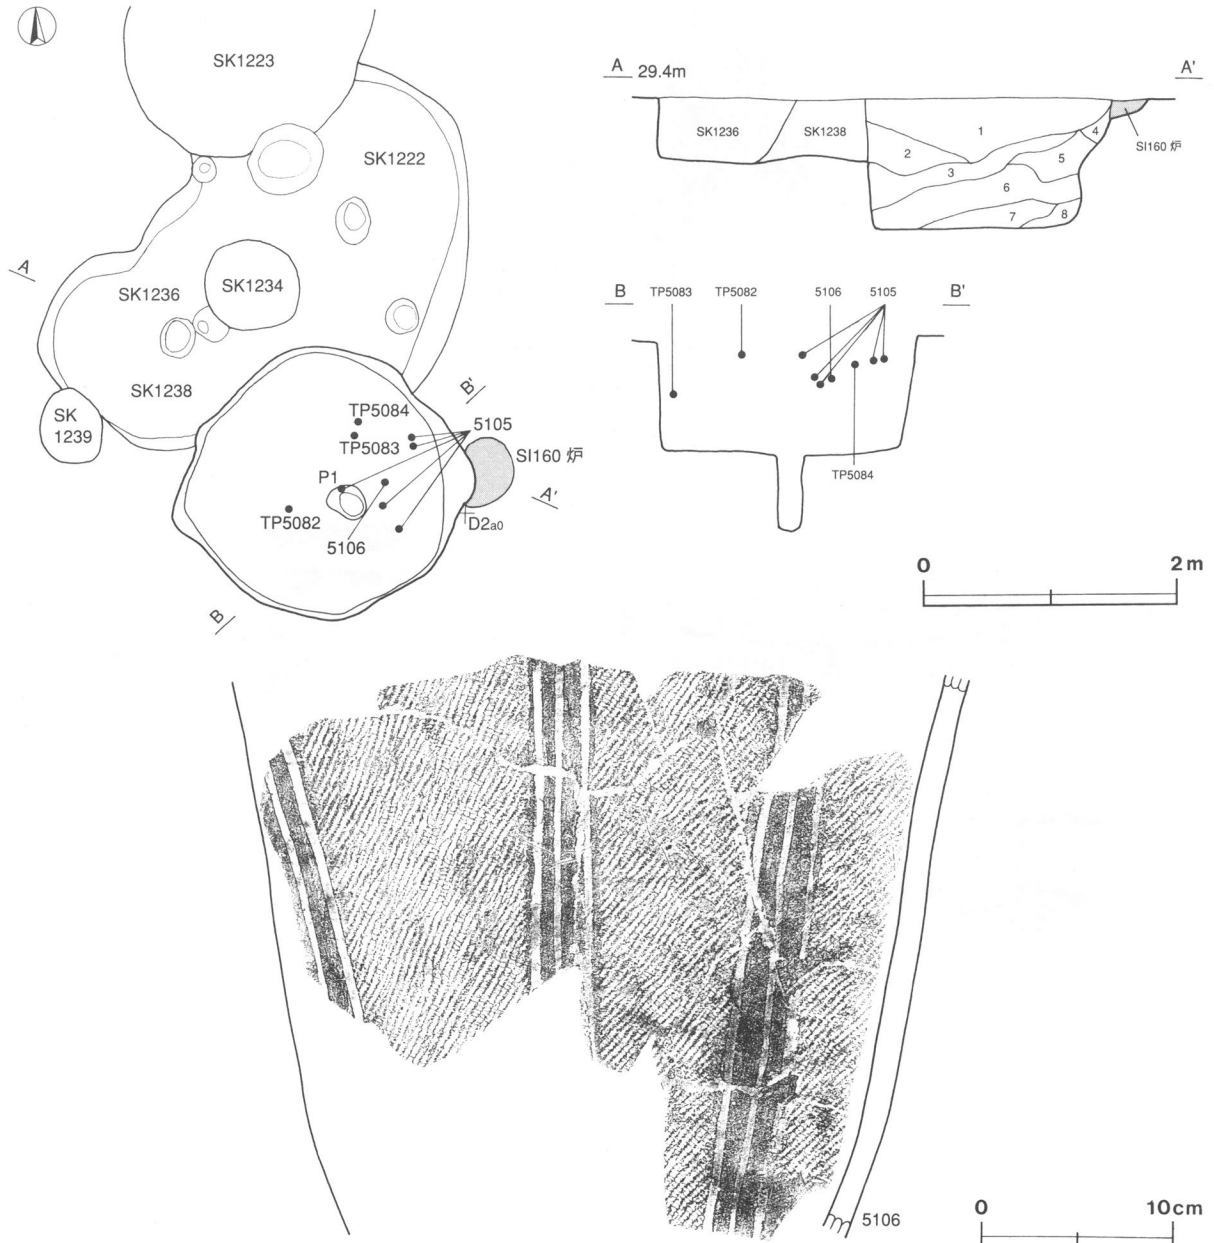 SK1223
SK1222
A
SK1236
SK1234
SK1238
SK
1239
B'
TP5084
5105
TP5083
SI160 炉
P1
A'
TP5082
D2a0
5106
B
A 29.4m A'
SK1236 SK1238 1 4
SI160 炉
2 5
3
6
7 8
B TP5083 TP5082 5106 5105 B'
TP5084
0 2m
5106
0 10cm